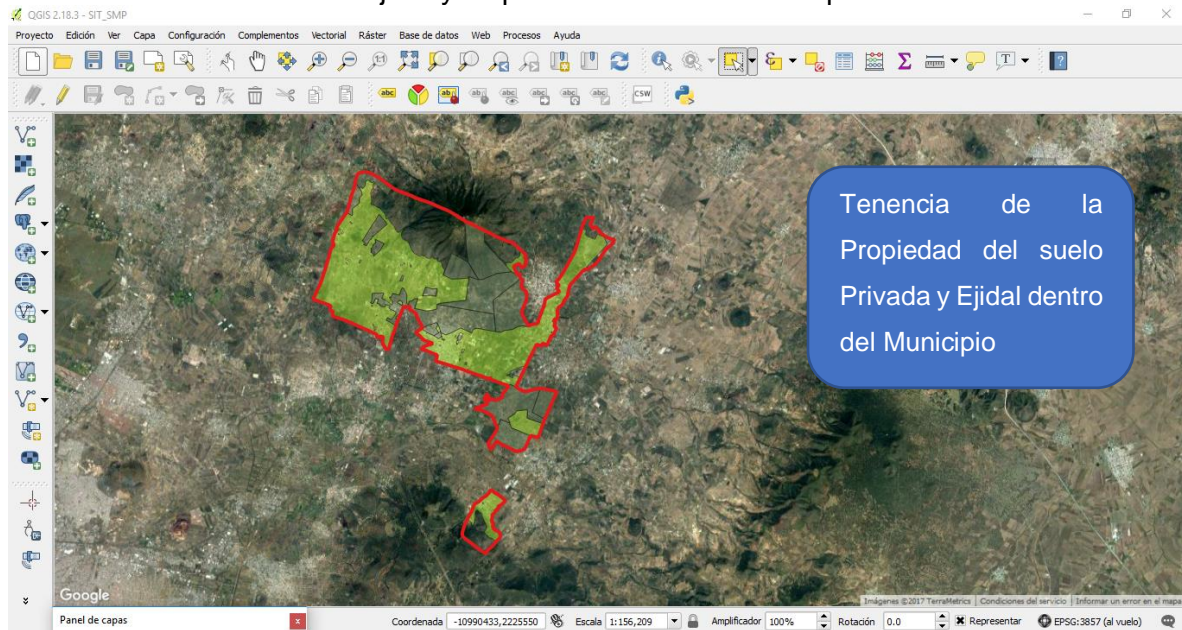 QGIS 2.18.3 - SIT_SMP
Proyecto Edición Ver Capa Configuración Complementos Vectorial Ráster Base de datos Web Procesos Ayuda
abc
CSW
Tenencia de la
Propiedad del suelo
Privada y Ejidal dentro
del Municipio
Google
Imágenes ©2017 TerraMetrics Condiciones del servicio Informar un error en el mapa
Panel de capas x Coordenada -10990433,2225550 Escala 1:156,209 Amplificador 100% Rotación 0.0 Representar EPSG:3857 (al vuelo)